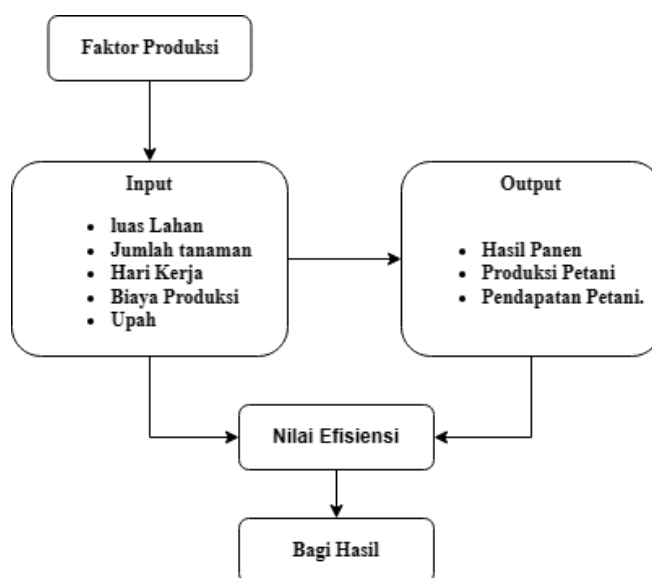 Faktor Produksi
Input
• luas Lahan
• Jumlah tanaman
• Hari Kerja
• Biaya Produksi
• Upah
Output
• Hasil Panen
• Produksi Petani
• Pendapatan Petani.
Nilai Efisiensi
Bagi Hasil